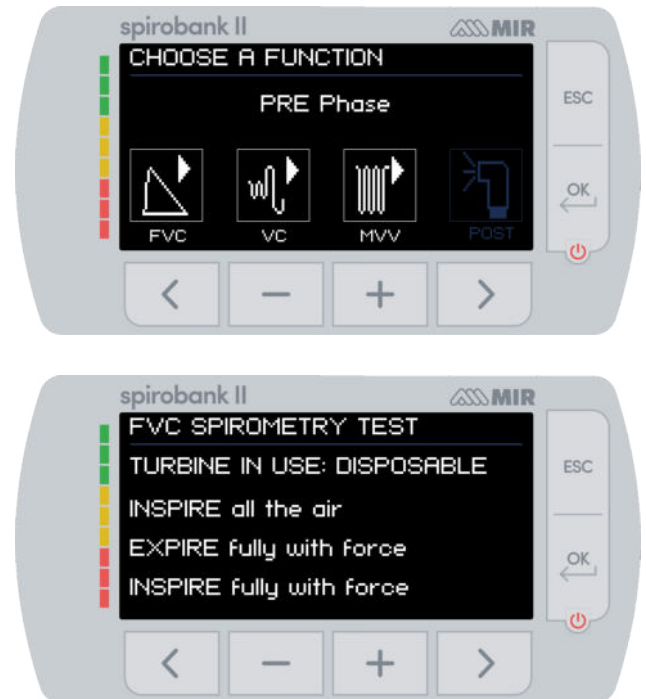 spirobank II MIR
CHOOSE A FUNCTION
PRE Phase
FVC VC MVV POST
ESC
OK
spirobank II MIR
FVC SPIROMETRY TEST
TURBINE IN USE: DISPOSABLE
INSPIRE all the air
EXPIRE fully with force
INSPIRE fully with force
ESC
OK